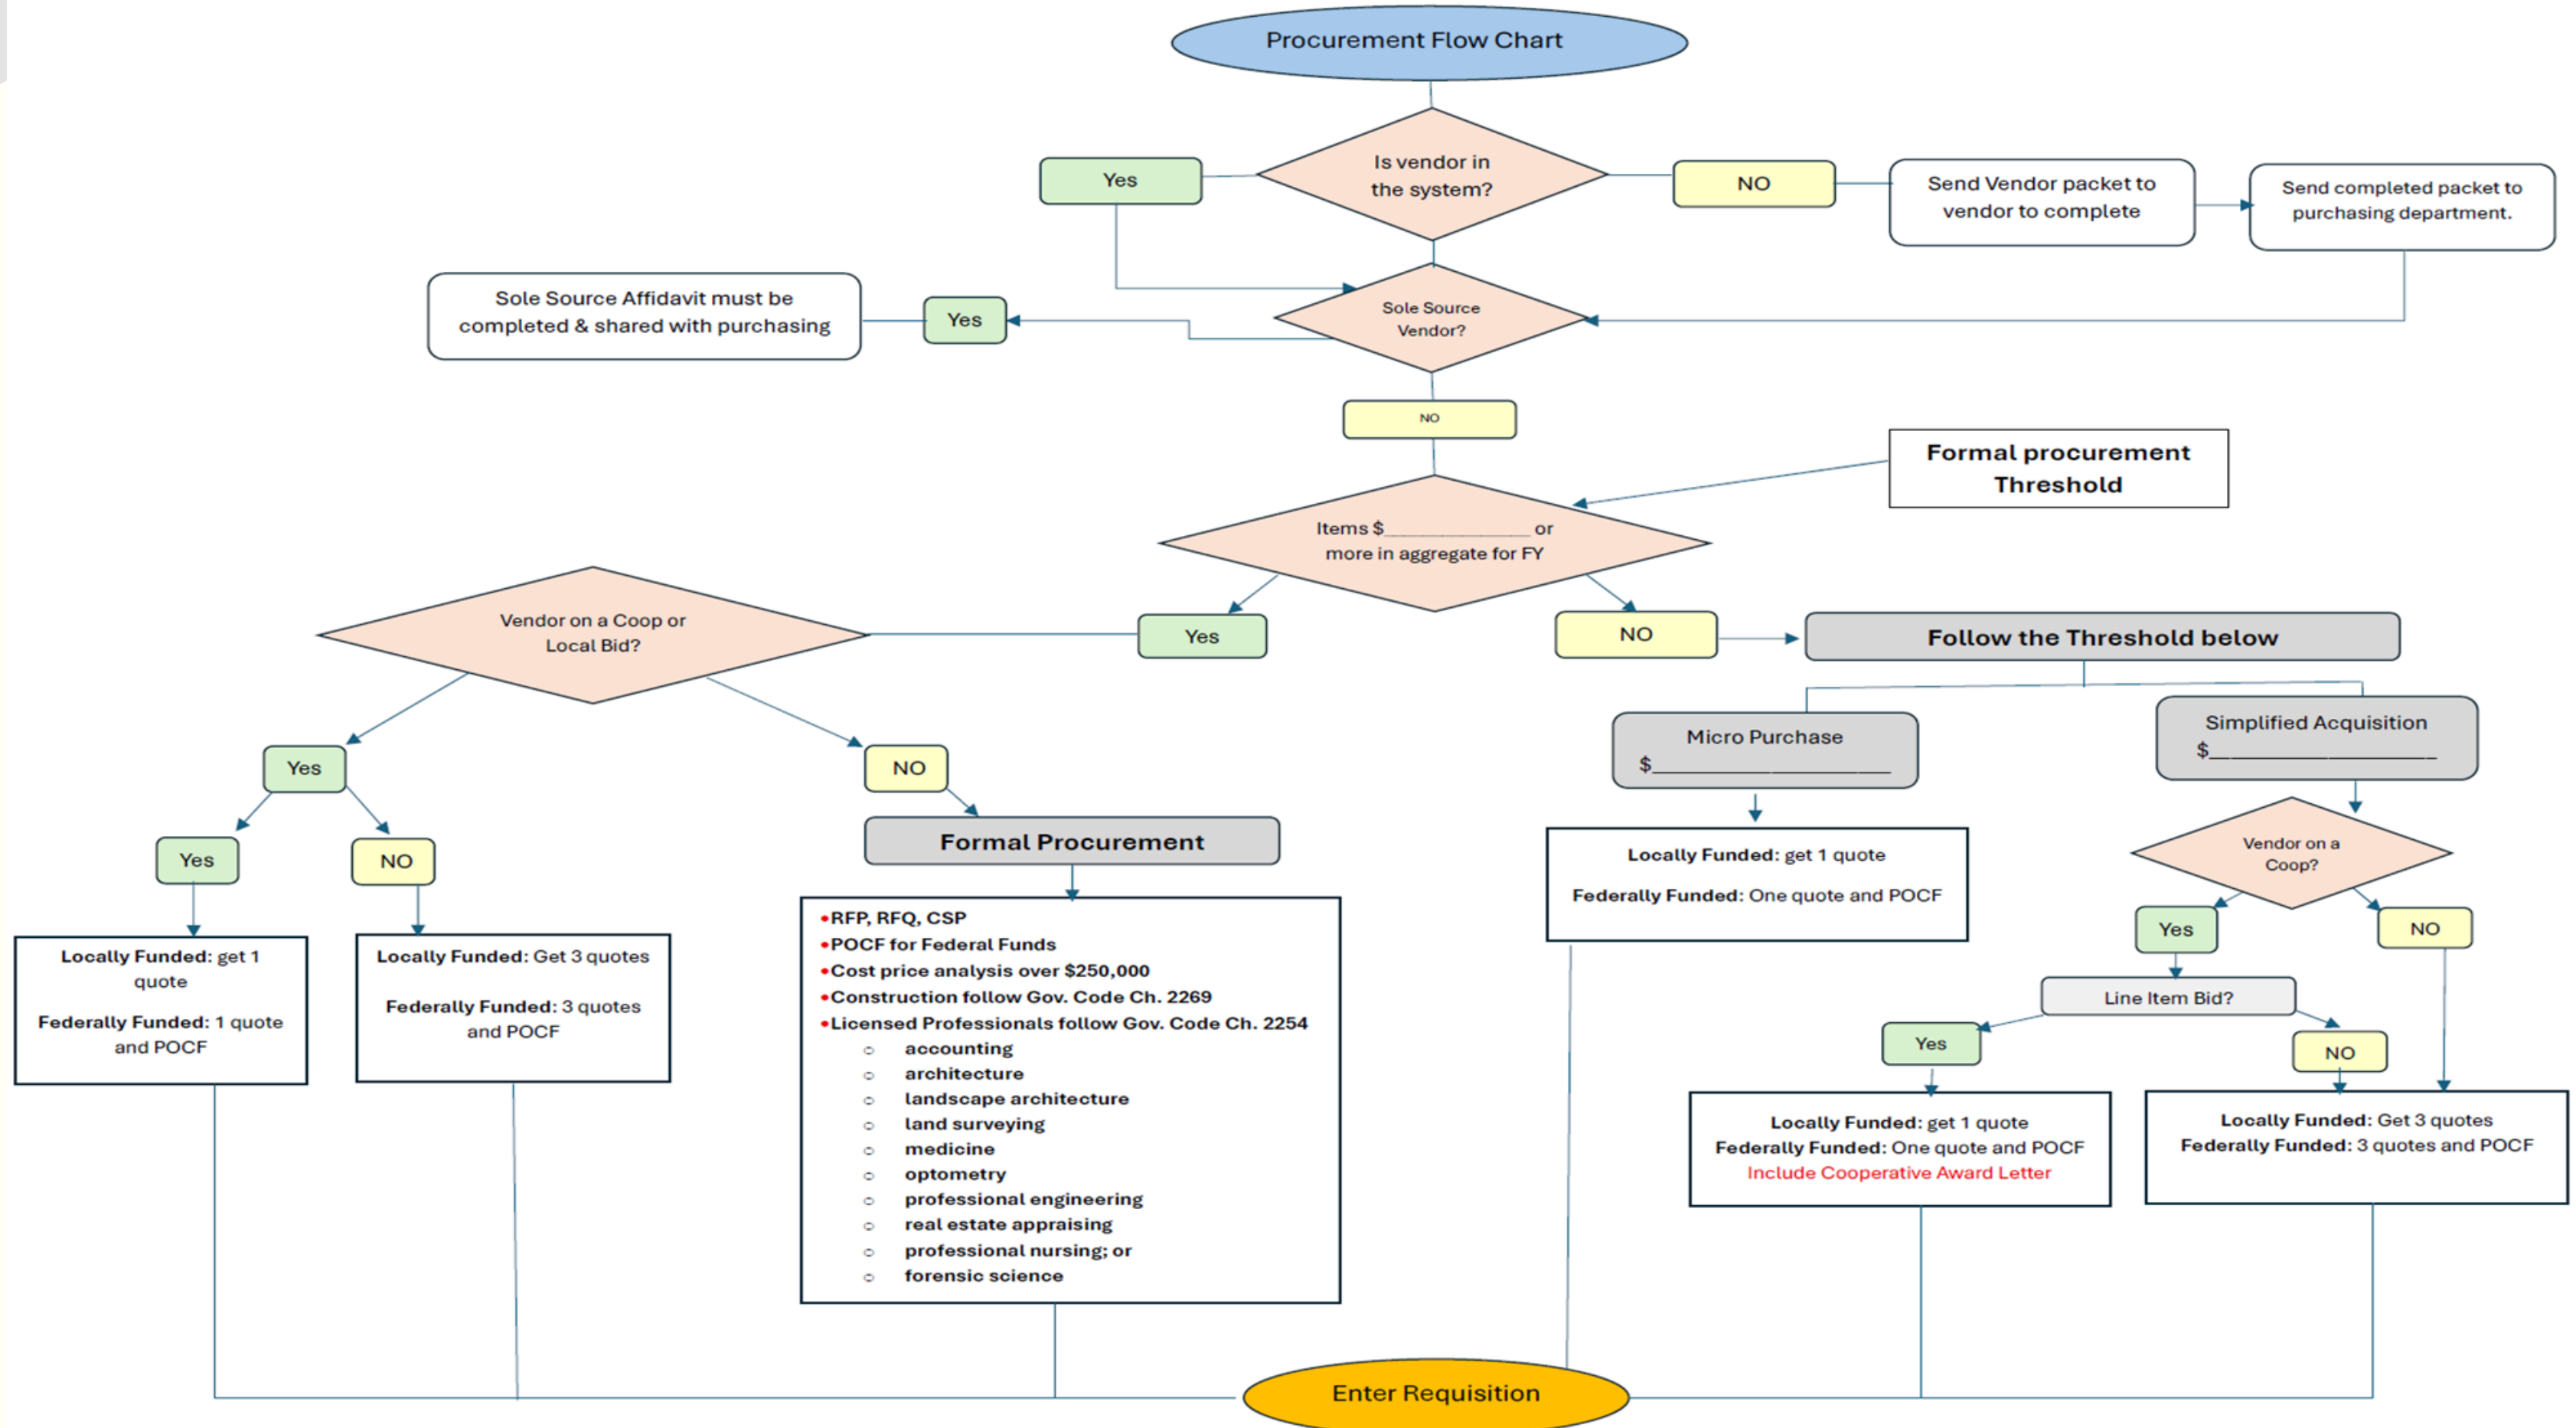 Procurement Flow Chart
Is vendor in
the system?
Yes
NO
Send Vendor packet to
vendor to complete
Send completed packet to
purchasing department.
Sole Source Affidavit must be
completed & shared with purchasing
Yes
Sole Source
Vendor?
NO
Formal procurement
Threshold
Items $______________ or
more in aggregate for FY
Vendor on a Coop or
Local Bid?
Yes
NO
Follow the Threshold below
Micro Purchase
$______________________
Simplified Acquisition
$_____________________
Yes
NO
Formal Procurement
Yes
NO
Locally Funded: get 1
quote
Federally Funded: 1 quote
and POCF
Locally Funded: Get 3 quotes
Federally Funded: 3 quotes
and POCF
•RFP, RFQ, CSP
•POCF for Federal Funds
•Cost price analysis over $250,000
•Construction follow Gov. Code Ch. 2269
•Licensed Professionals follow Gov. Code Ch. 2254
○ accounting
○ architecture
○ landscape architecture
○ land surveying
○ medicine
○ optometry
○ professional engineering
○ real estate appraising
○ professional nursing; or
○ forensic science
Locally Funded: get 1 quote
Federally Funded: One quote and POCF
Vendor on a
Coop?
Yes
NO
Line Item Bid?
Yes
NO
Locally Funded: get 1 quote
Federally Funded: One quote and POCF
Include Cooperative Award Letter
Locally Funded: Get 3 quotes
Federally Funded: 3 quotes and POCF
Enter Requisition